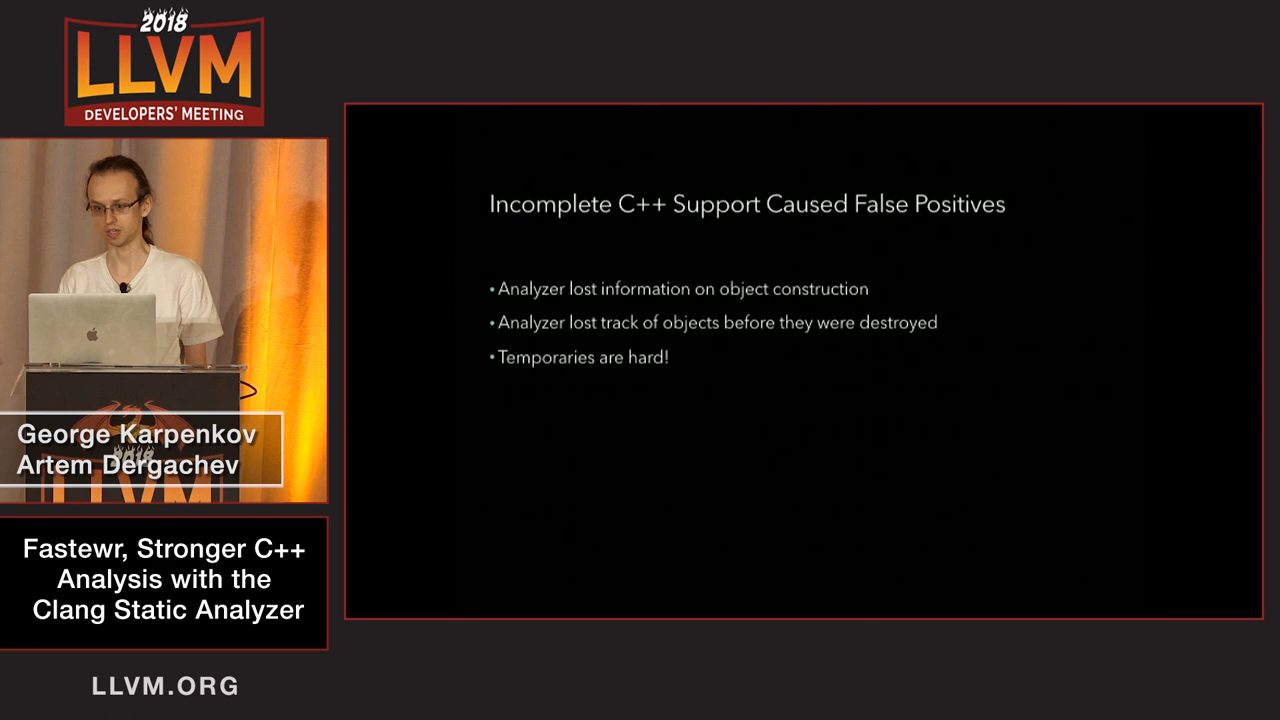 2018
LLVM
DEVELOPERS' MEETING
Incomplete C++ Support Caused False Positives
• Analyzer lost information on object construction
• Analyzer lost track of objects before they were destroyed
• Temporaries are hard!
George Karpenkov
Artem Dergachev
2018
LLVM
Fastewr, Stronger C++
Analysis with the
Clang Static Analyzer
LLVM.ORG